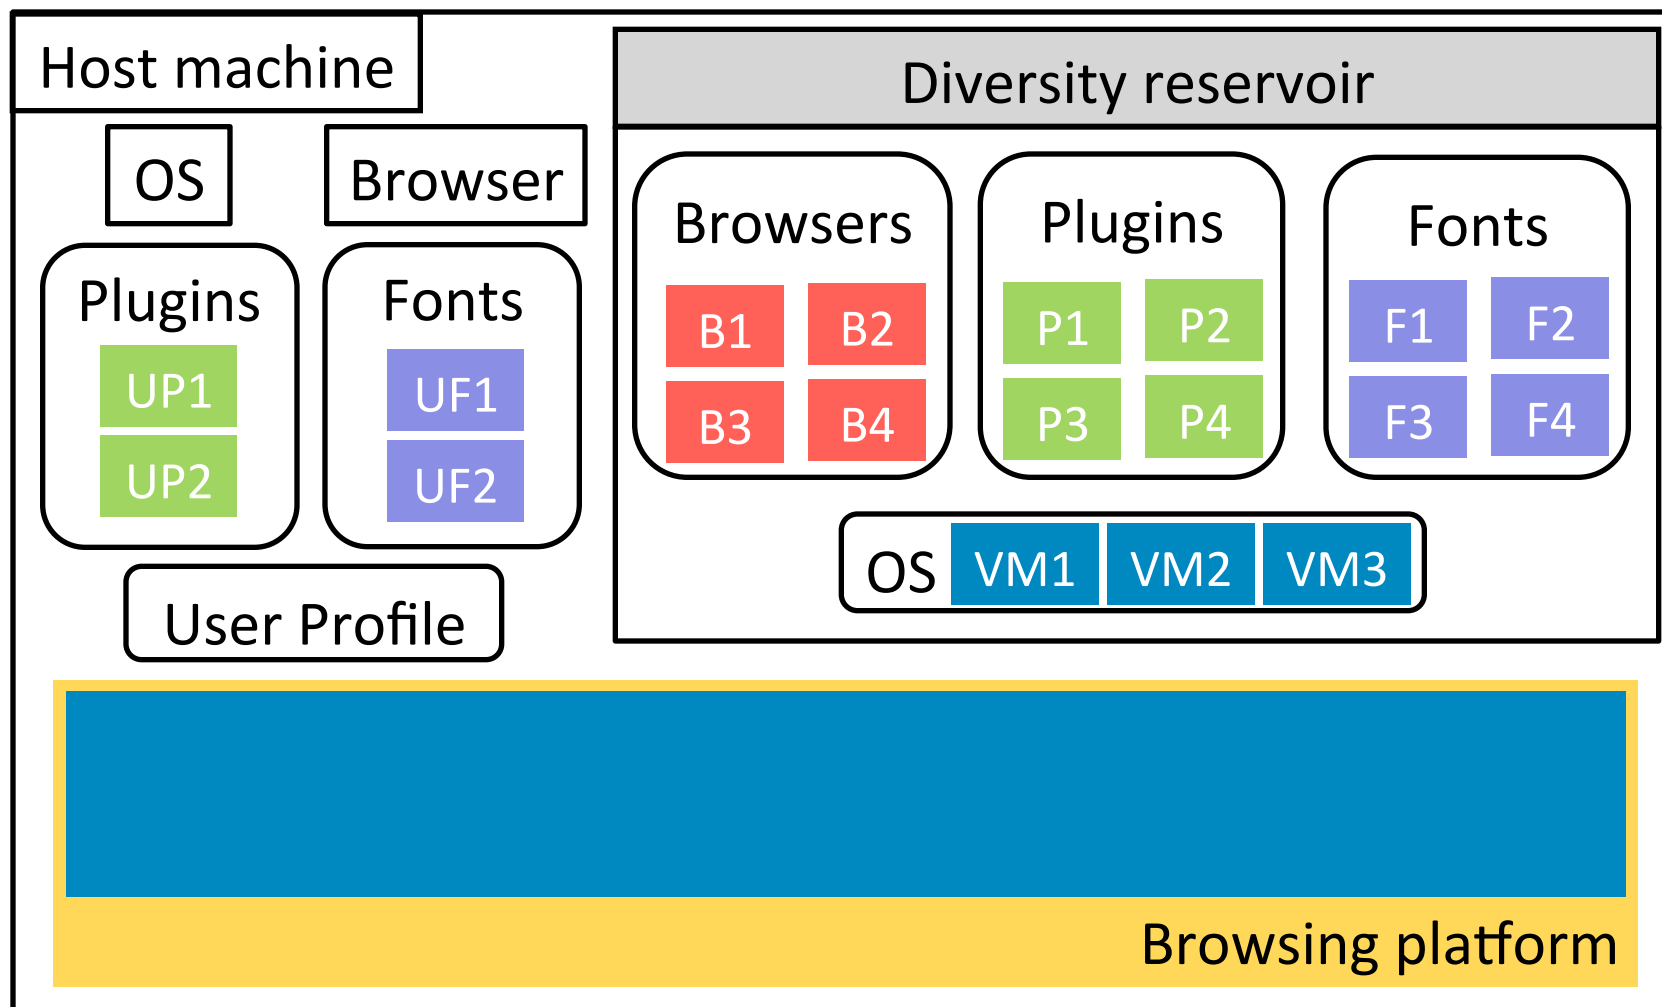 Host machine
OS
Browser
Plugins
UP1
UP2
Fonts
UF1
UF2
User Profile
Diversity reservoir
Browsers
B1 B2
B3 B4
Plugins
P1 P2
P3 P4
Fonts
F1 F2
F3 F4
OS VM1 VM2 VM3
Browsing platform